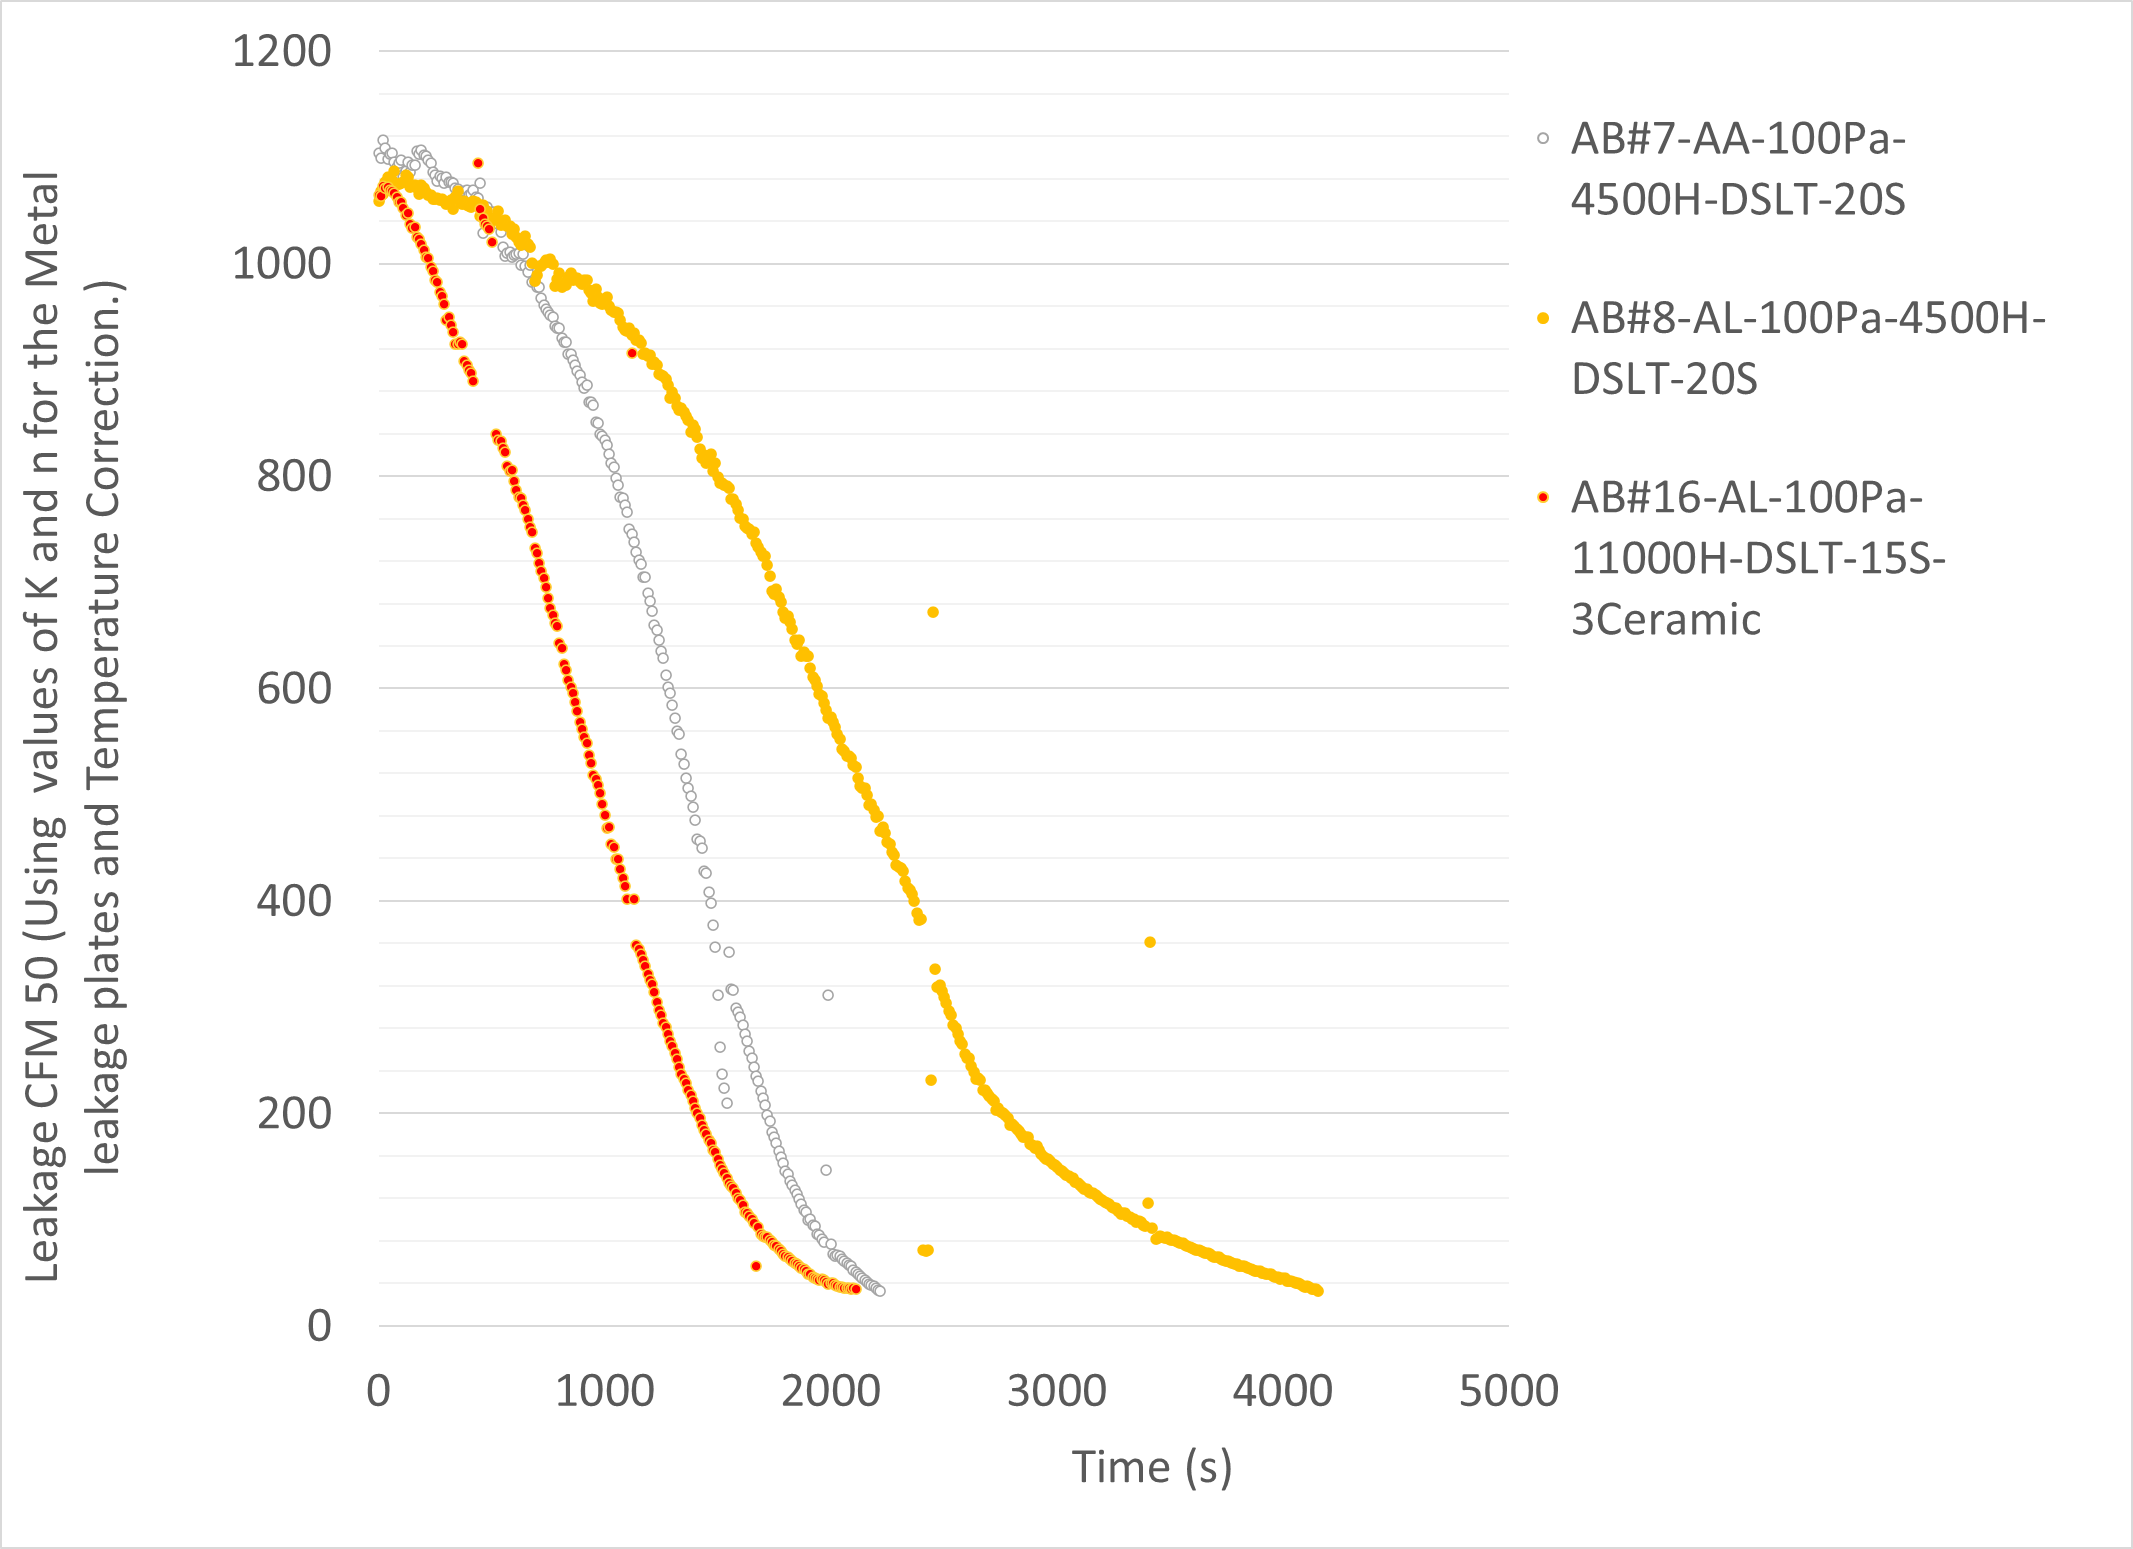 Leakage CFM 50 (Using  values of K and n for the Metal
leakage plates and Temperature Correction.)
1200
1000
800
600
400
200
0
0 1000 2000 3000 4000 5000
Time (s)
AB#7-AA-100Pa-
4500H-DSLT-20S
AB#8-AL-100Pa-4500H-
DSLT-20S
AB#16-AL-100Pa-
11000H-DSLT-15S-
3Ceramic